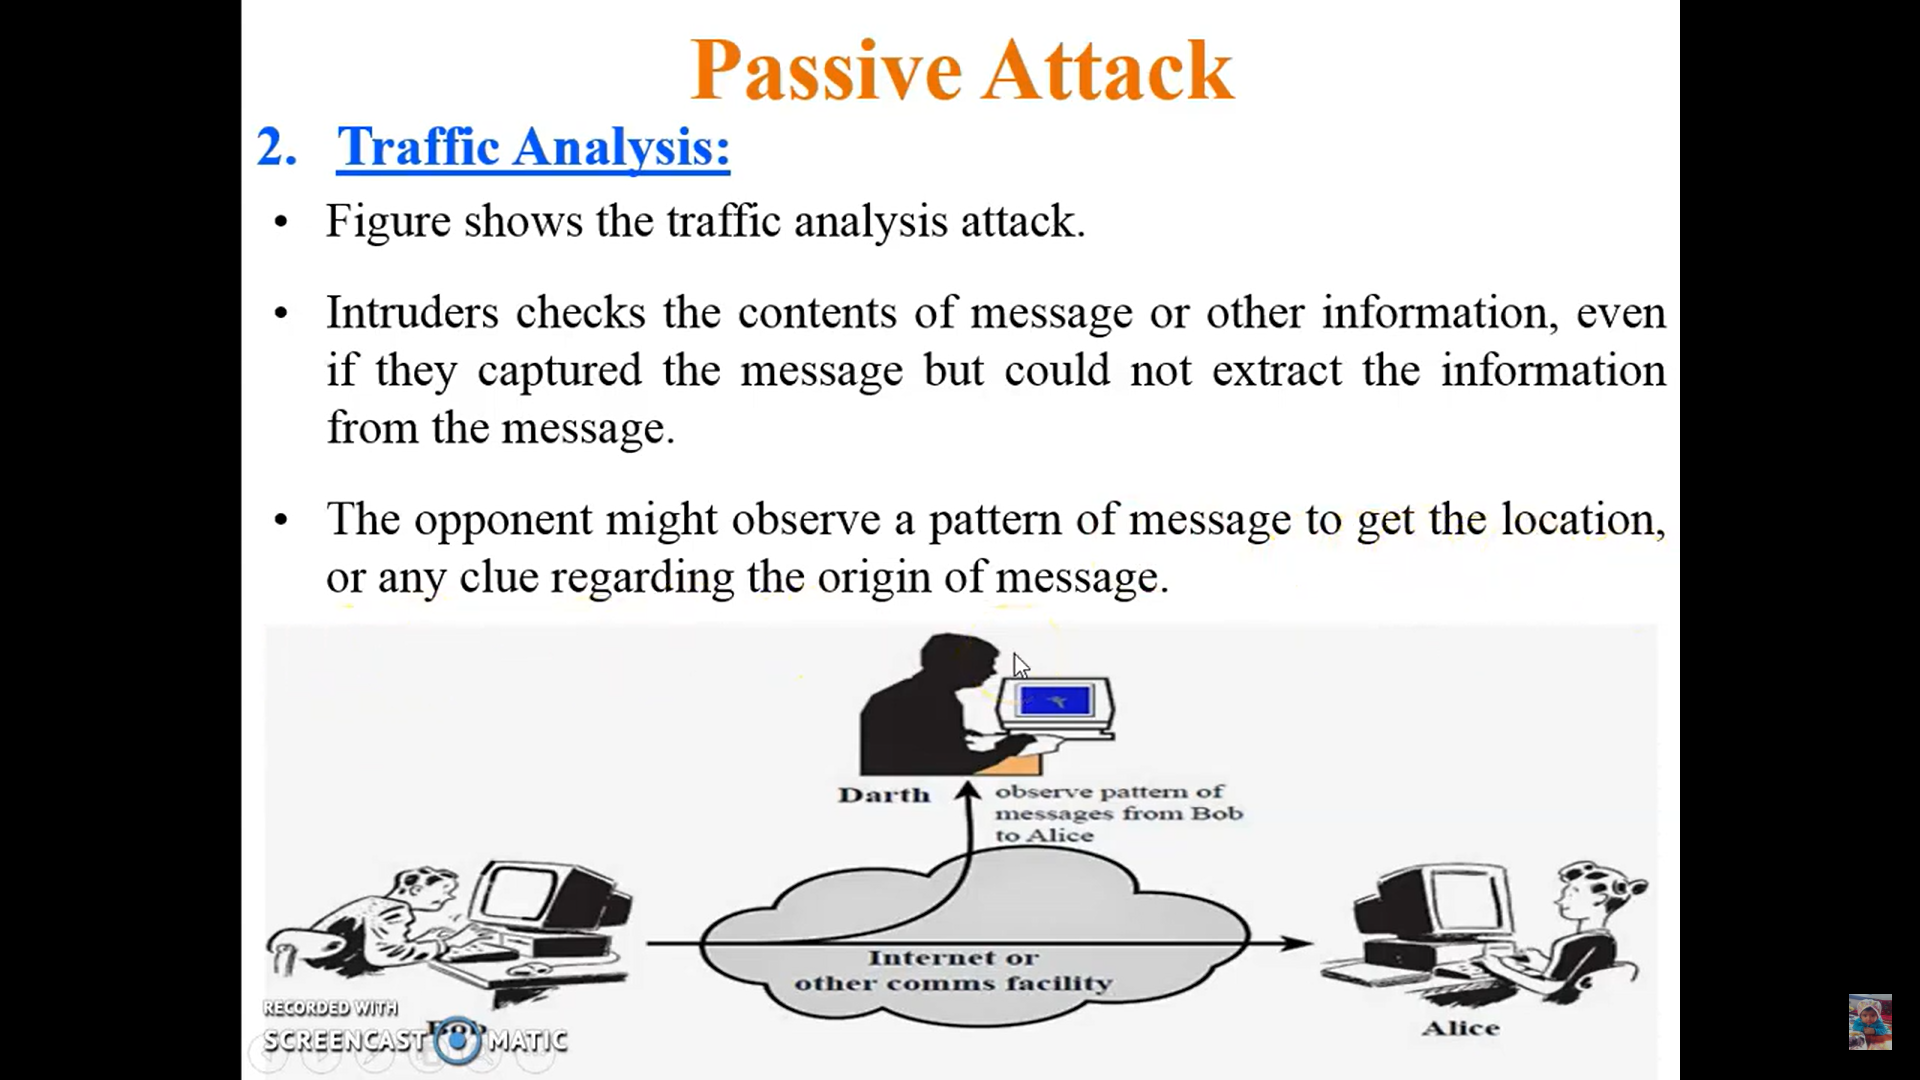 Passive Attack
2. Traffic Analysis:
• Figure shows the traffic analysis attack.
• Intruders checks the contents of message or other information, even
if they captured the message but could not extract the information
from the message.
• The opponent might observe a pattern of message to get the location,
or any clue regarding the origin of message.
Darth
observe pattern of
messages from Bob
to Alice
Internet or
other comms facility
Bob
Alice
RECORDED WITH
SCREENCAST MATIC